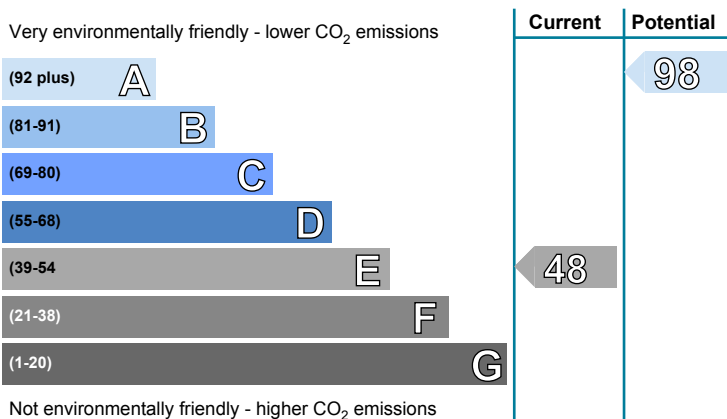 Current Potential
Very environmentally friendly - lower CO2 emissions
(92 plus) A 98
(81-91) B
(69-80) C
(55-68) D
(39-54 E 48
(21-38) F
(1-20) G
Not environmentally friendly - higher CO2 emissions